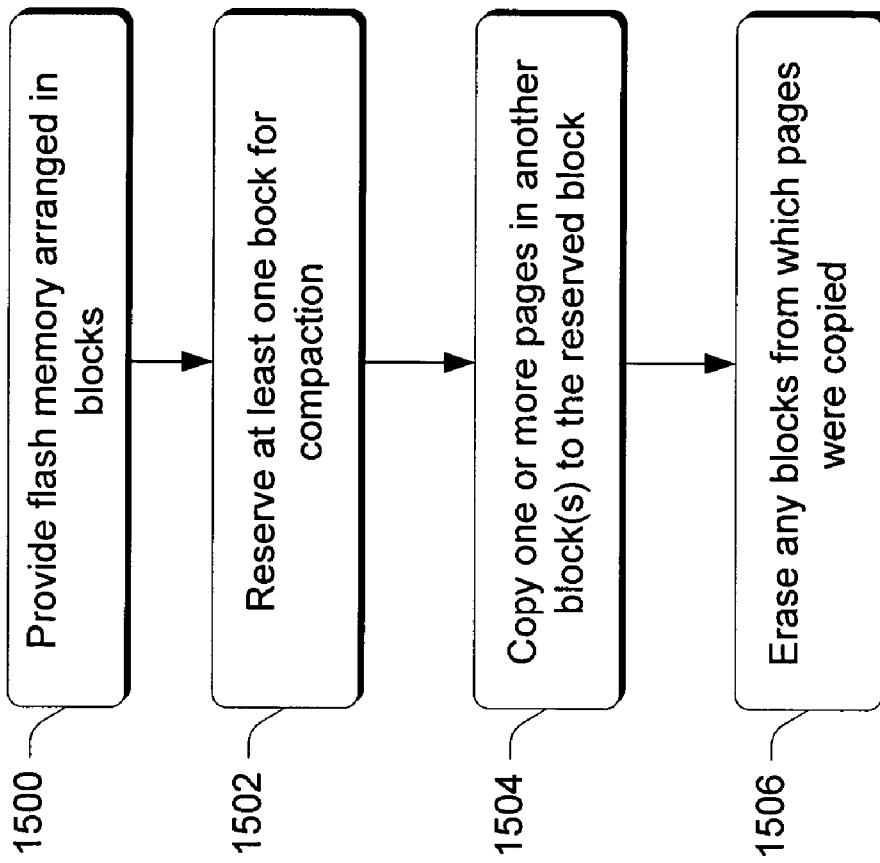 1500
Provide flash memory arranged in
blocks
1502
Reserve at least one bock for
compaction
1504
Copy one or more pages in another
block(s) to the reserved block
1506
Erase any blocks from which pages
were copied